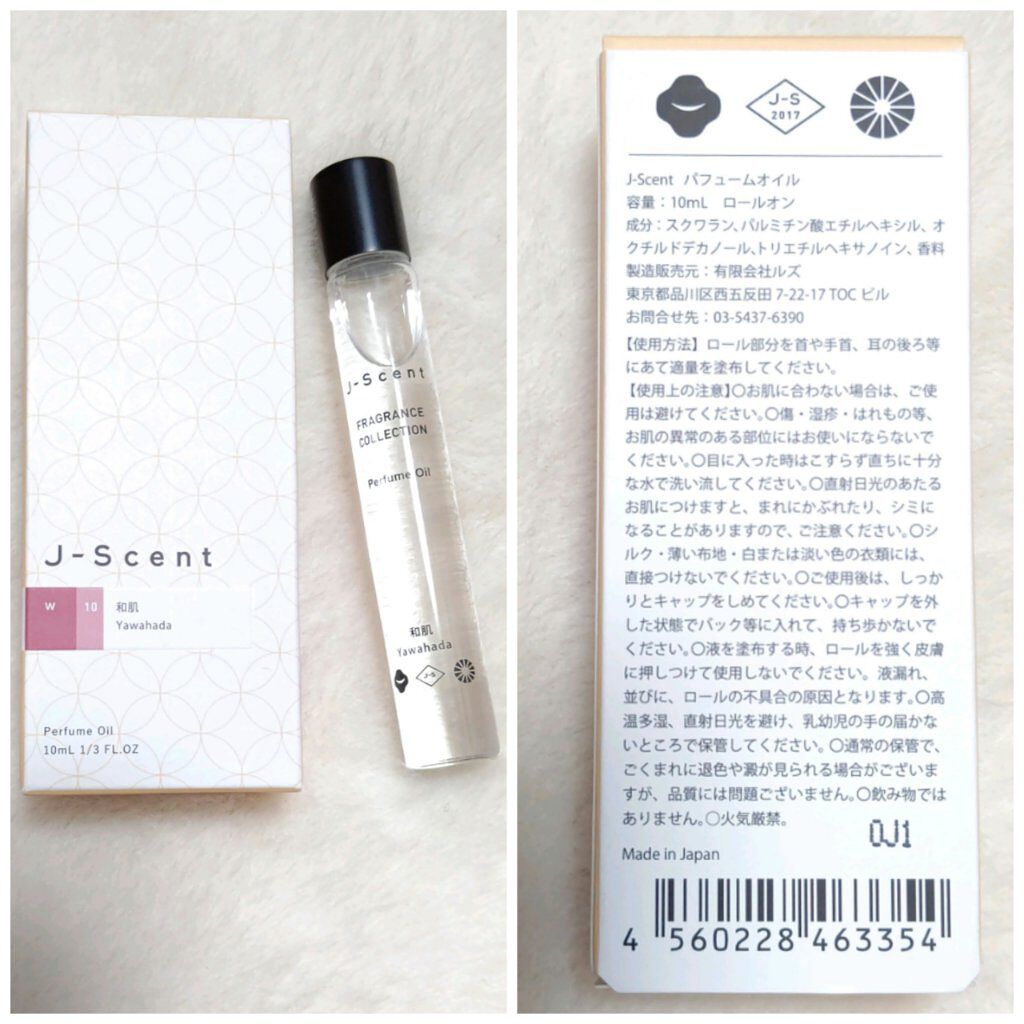 J-Scent
W 10 和肌
Yawahada
Perfume Oil
10mL 1/3 FL.OZ
J-Scent
FRAGRANCE
COLLECTION
Perfume Oil
和肌
Yawahada
J-S
J-S
2017
J-Scent パフュームオイル
容量：10mL ロールオン
成分：スクワラン、パルミチン酸エチルヘキシル、オ
クチルドデカノール、トリエチルヘキサノイン、香料
製造販売元：有限会社ルズ
東京都品川区西五反田 7-22-17 TOC ビル
お問合せ先：03-5437-6390
【使用方法】ロール部分を首や手首、耳の後ろ等
にあて適量を塗布してください。
【使用上の注意】〇お肌に合わない場合は、ご使
用は避けてください。〇傷・湿疹・はれもの等、
お肌の異常のある部位にはお使いにならないで
ください。〇目に入った時はこすらず直ちに十分
な水で洗い流してください。〇直射日光のあたる
お肌につけますと、まれにかぶれたり、シミに
なることがありますので、ご注意ください。〇シ
ルク・薄い布地・白または淡い色の衣類には、
直接つけないでください。〇ご使用後は、しっか
りとキャップをしめてください。〇キャップを外
した状態でバック等に入れて、持ち歩かないで
ください。〇液を塗布する時、ロールを強く皮膚
に押しつけて使用しないでください。液漏れ、
並びに、ロールの不具合の原因となります。〇高
温多湿、直射日光を避け、乳幼児の手の届かな
いところで保管してください。〇通常の保管で、
ごくまれに退色や澱が見られる場合がございま
すが、品質には問題ございません。〇飲み物では
ありません。〇火気厳禁。
0J1
Made in Japan
4 560228 463354